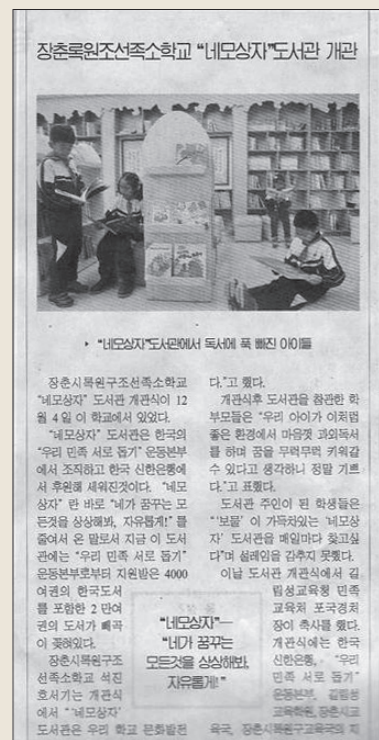 장춘록원조선족소학교 “네모상자”도서관 개관
“네모상자”도서관에서 독서에 푹 빠진 아이들
장춘시록원구조선족소학교
“네모상자” 도서관 개관식이 12
월 4일 이 학교에서 있었다.
“네모상자” 도서관은 한국의
“우리 민족 서로 돕기” 운동본부
에서 조직하고 한국 신한은행에
서 후원해 세워진것이다. “네모
상자” 란 바로 “네가 꿈꾸는 모
든것을 상상해봐, 자유롭게!” 를
줄여서 온 말로서 지금 이 도서
관에는 “우리 민족 서로 돕기”
운동본부로부터 지원받은 4000
여권의 한국도서
를 포함한 2만여
권의 도서가 빼곡
이 꽂혀있다.
장춘시록원구조
선족소학교 석진
호서기는 개관식
에서 “‘네모상자’
도서관은 우리 학교 문화발전
다.”고 했다.
개관식후 도서관을 참관한 학
부모들은 “우리 아이가 이처럼
좋은 환경에서 마음껏 과외독서
를 하며 꿈을 무럭무럭 키워갈
수 있다고 생각하니 정말 기쁘
다.”고 표했다.
도서관 주인이 된 학생들은
“‘보물’ 이 가득차있는 ‘네모상
자’ 도서관을 매일마다 찾고싶
다”며 설레임을 감추지 못했다.
이날 도서관 개관식에서 길
림성교육청 민족
교육처 포국경처
장이 축사를 했다.
개관식에는 한국
신한은행, “우리
민족 서로 돕기”
운동본부, 길림성
교육학원, 장춘시교
육국, 장춘시록원구교육국의 지
“네모상자”—
“네가 꿈꾸는
모든것을 상상해봐,
자유롭게!”